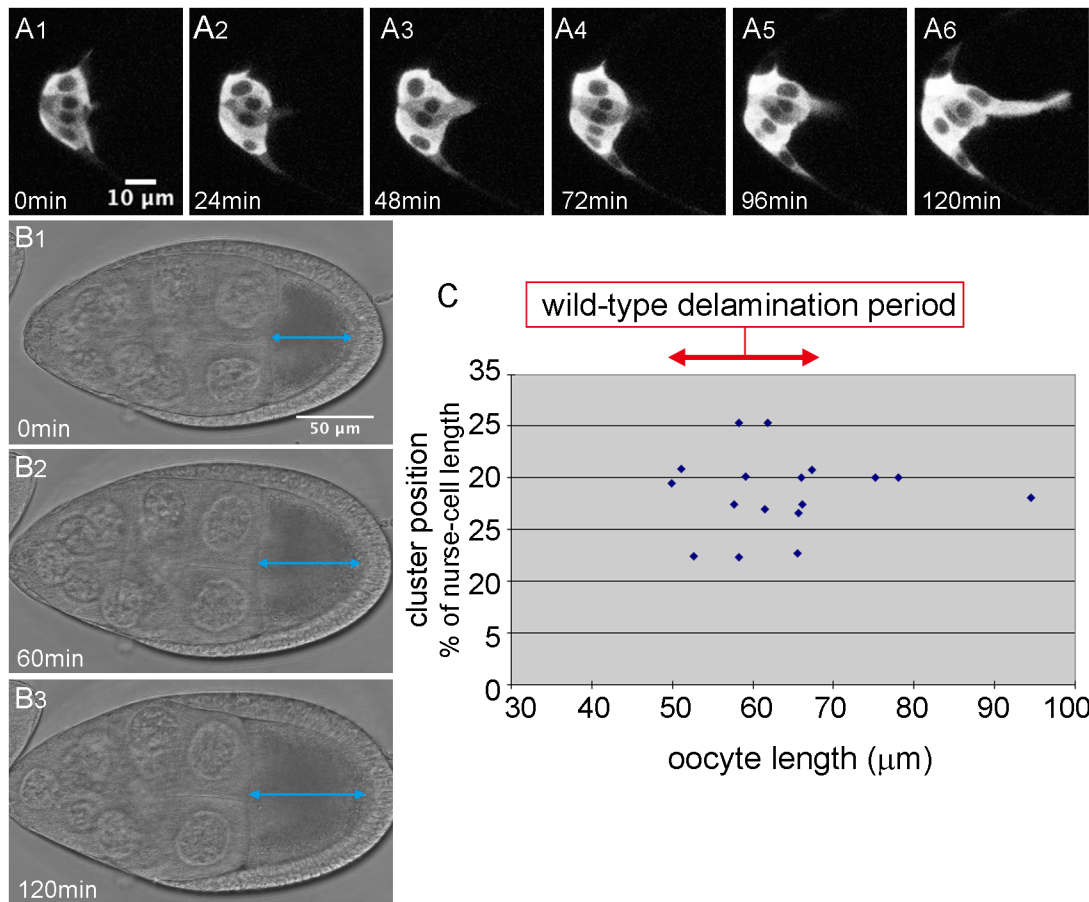 A1 A2 A3 A4 A5 A6
0min 10 µm 24min 48min 72min 96min 120min
B1
50 µm
0min
B2
60min
B3
120min
C
wild-type delamination period
cluster position
% of nurse-cell length
35
25
20
25
20
5
0
30 40 50 60 70 80 90 100
oocyte length (µm)